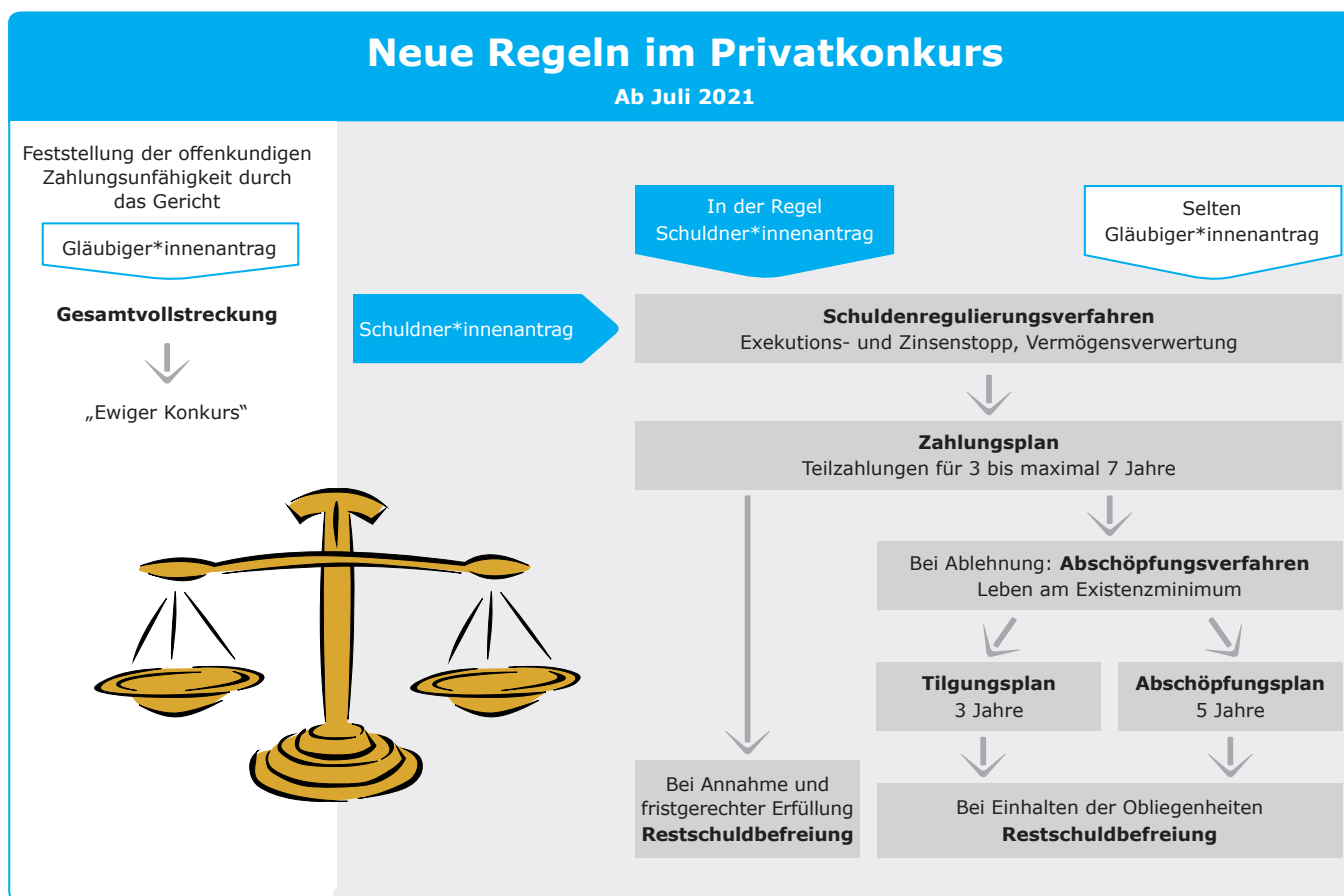 Neue Regeln im Privatkonkurs
Ab Juli 2021
Feststellung der offenkundigen
Zahlungsunfähigkeit durch
das Gericht
Gläubiger*innenantrag
Gesamtvollstreckung
„Ewiger Konkurs“
Schuldner*innenantrag
In der Regel
Schuldner*innenantrag
Selten
Gläubiger*innenantrag
Schuldenregulierungsverfahren
Exekutions- und Zinsenstopp, Vermögensverwertung
Zahlungsplan
Teilzahlungen für 3 bis maximal 7 Jahre
Bei Ablehnung: Abschöpfungsverfahren
Leben am Existenzminimum
Tilgungsplan
3 Jahre
Abschöpfungsplan
5 Jahre
Bei Annahme und
fristgerechter Erfüllung
Restschuldbefreiung
Bei Einhalten der Obliegenheiten
Restschuldbefreiung